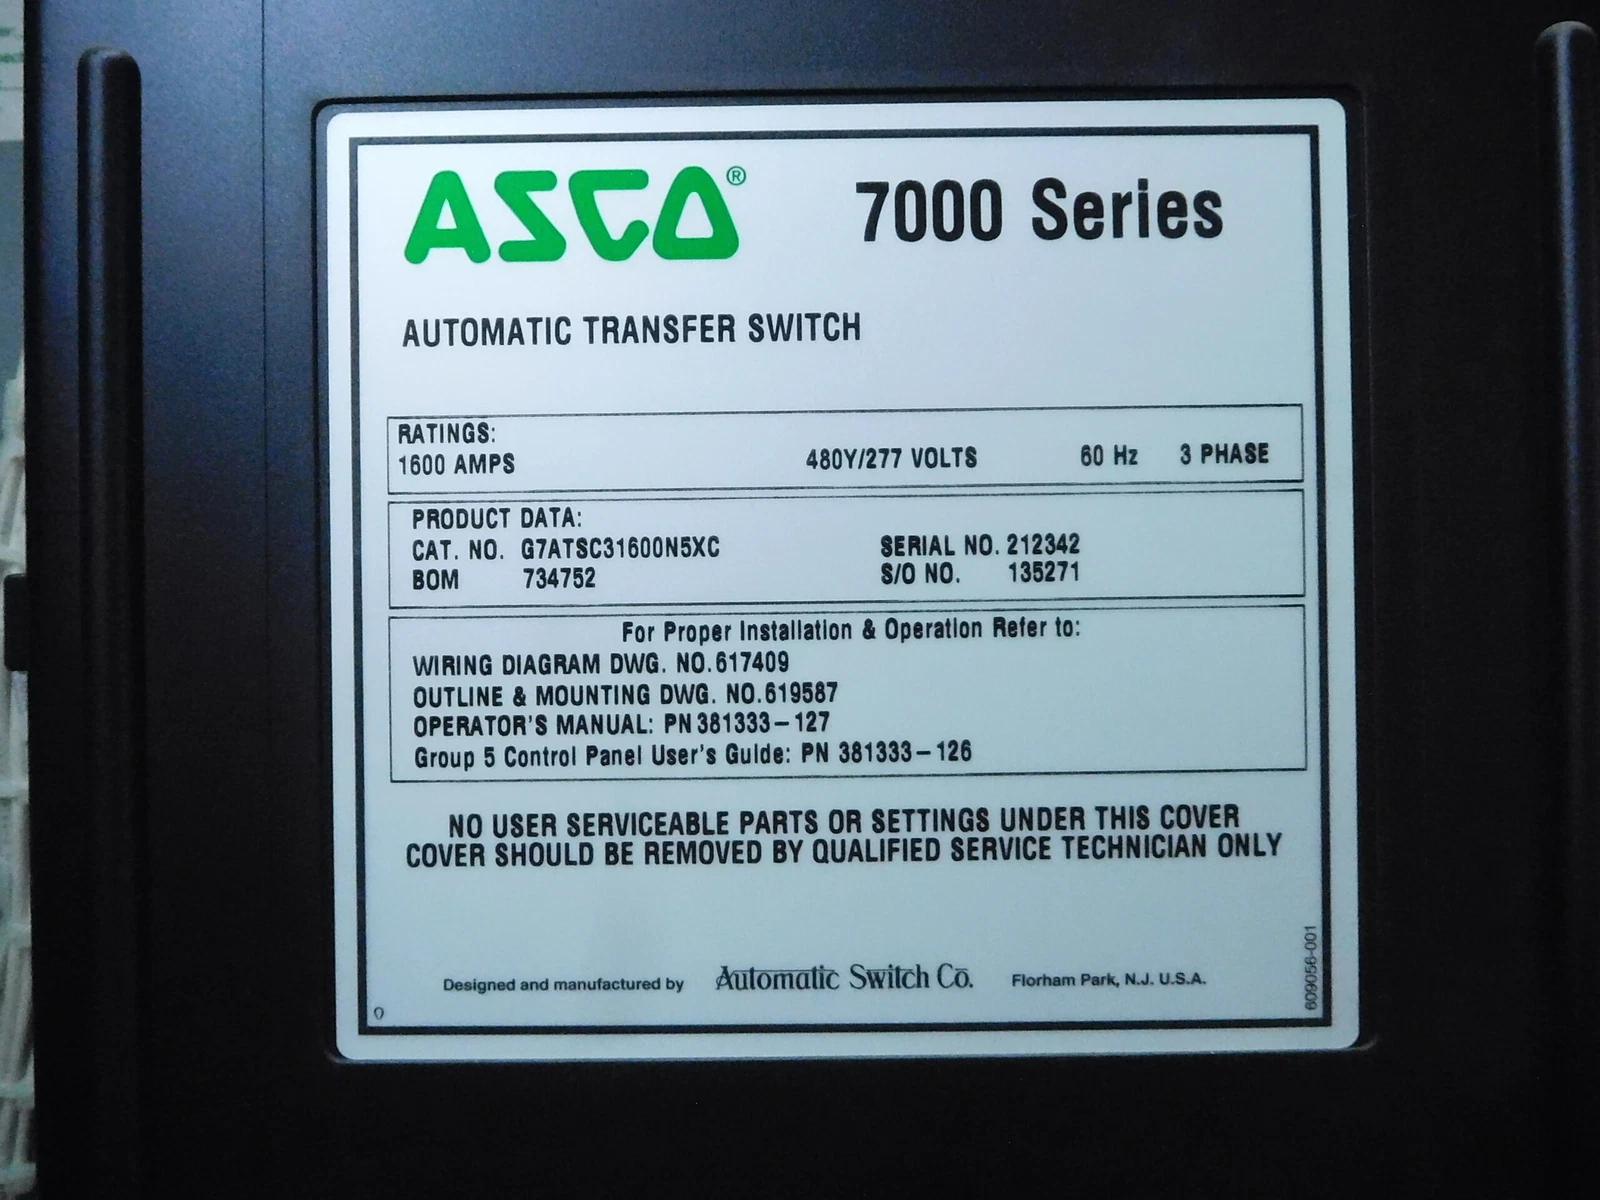 ASCO® 7000 Series
AUTOMATIC TRANSFER SWITCH
RATINGS:
1600 AMPS 480Y/277 VOLTS 60 Hz 3 PHASE
PRODUCT DATA:
CAT. NO. G7ATSC31600N5XC SERIAL NO. 212342
BOM 734752 S/O NO. 135271
For Proper Installation & Operation Refer to:
WIRING DIAGRAM DWG. NO.617409
OUTLINE & MOUNTING DWG. NO.619587
OPERATOR'S MANUAL: PN 381333-127
Group 5 Control Panel User's Guide: PN 381333-126
NO USER SERVICEABLE PARTS OR SETTINGS UNDER THIS COVER
COVER SHOULD BE REMOVED BY QUALIFIED SERVICE TECHNICIAN ONLY
Designed and manufactured by Automatic Switch Co. Florham Park, N.J. U.S.A.
609056-001